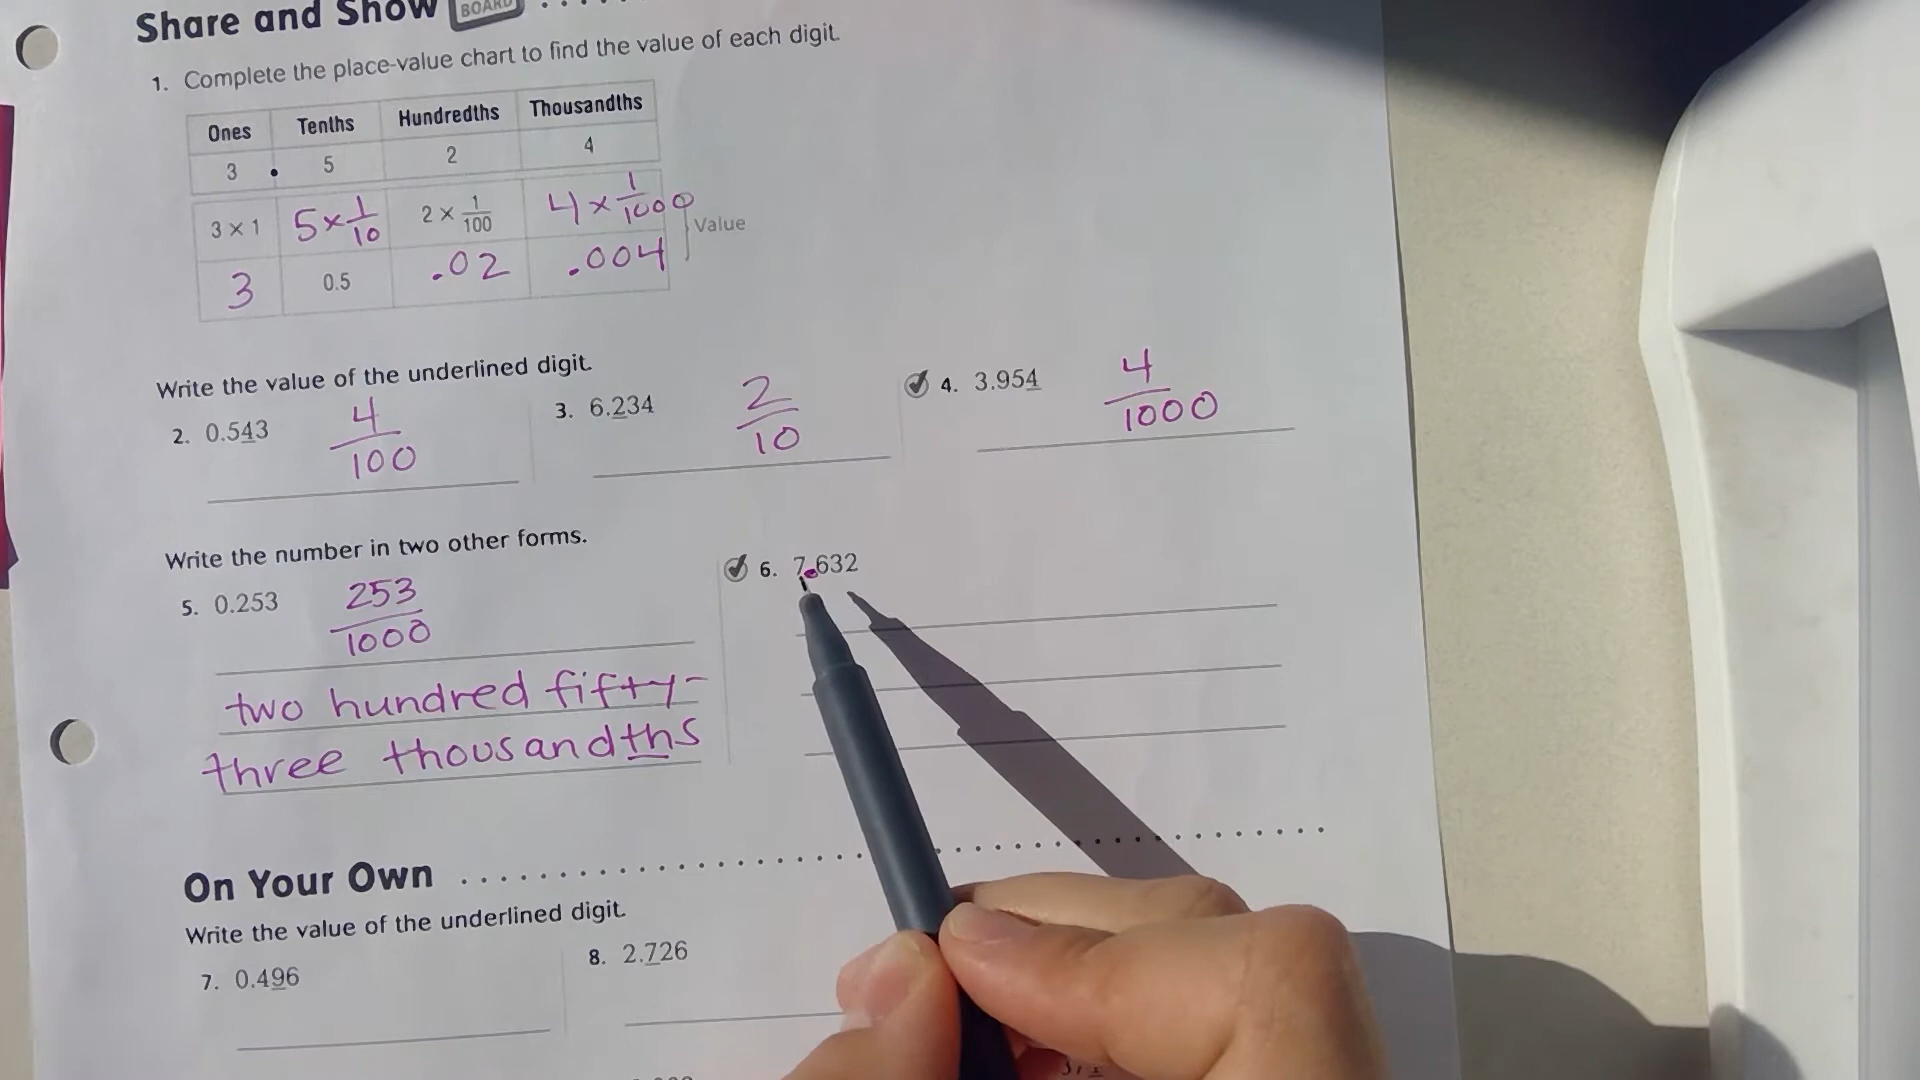 Share and Show BOARD
1. Complete the place-value chart to find the value of each digit.
Ones Tenths Hundredths Thousandths
3 . 5 2 4
3 × 1 5 × 1/10 2 × 1/100 4 × 1/1000
Value
3 0.5 .02 .004
Write the value of the underlined digit.
2. 0.543 4/100 3. 6.234 2/10 4. 3.954 4/1000
Write the number in two other forms.
5. 0.253 253/1000
two hundred fifty-
three thousandths
6. 7.632
On Your Own
Write the value of the underlined digit.
7. 0.496 8. 2.726